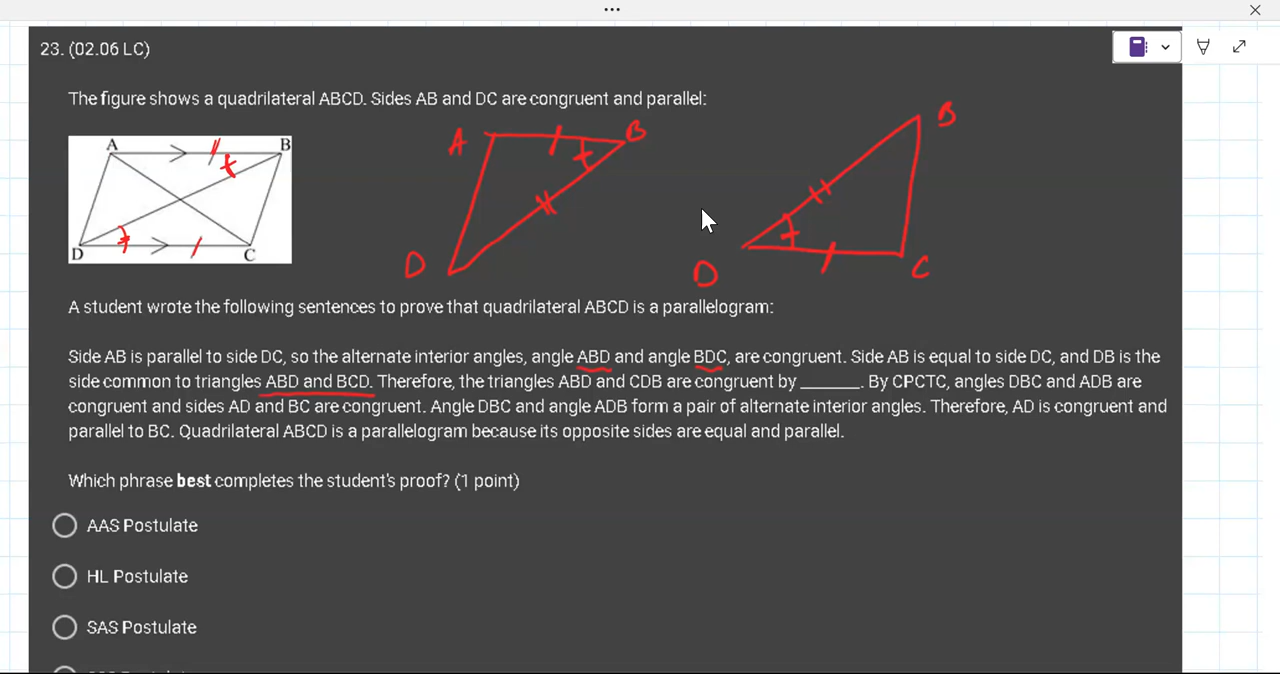 23. (02.06 LC)
The figure shows a quadrilateral ABCD. Sides AB and DC are congruent and parallel:
A B
D C
A B
D
B
D C
A student wrote the following sentences to prove that quadrilateral ABCD is a parallelogram:
Side AB is parallel to side DC, so the alternate interior angles, angle ABD and angle BDC, are congruent. Side AB is equal to side DC, and DB is the
side common to triangles ABD and BCD. Therefore, the triangles ABD and CDB are congruent by ______. By CPCTC, angles DBC and ADB are
congruent and sides AD and BC are congruent. Angle DBC and angle ADB form a pair of alternate interior angles. Therefore, AD is congruent and
parallel to BC. Quadrilateral ABCD is a parallelogram because its opposite sides are equal and parallel.
Which phrase best completes the student's proof? (1 point)
AAS Postulate
HL Postulate
SAS Postulate